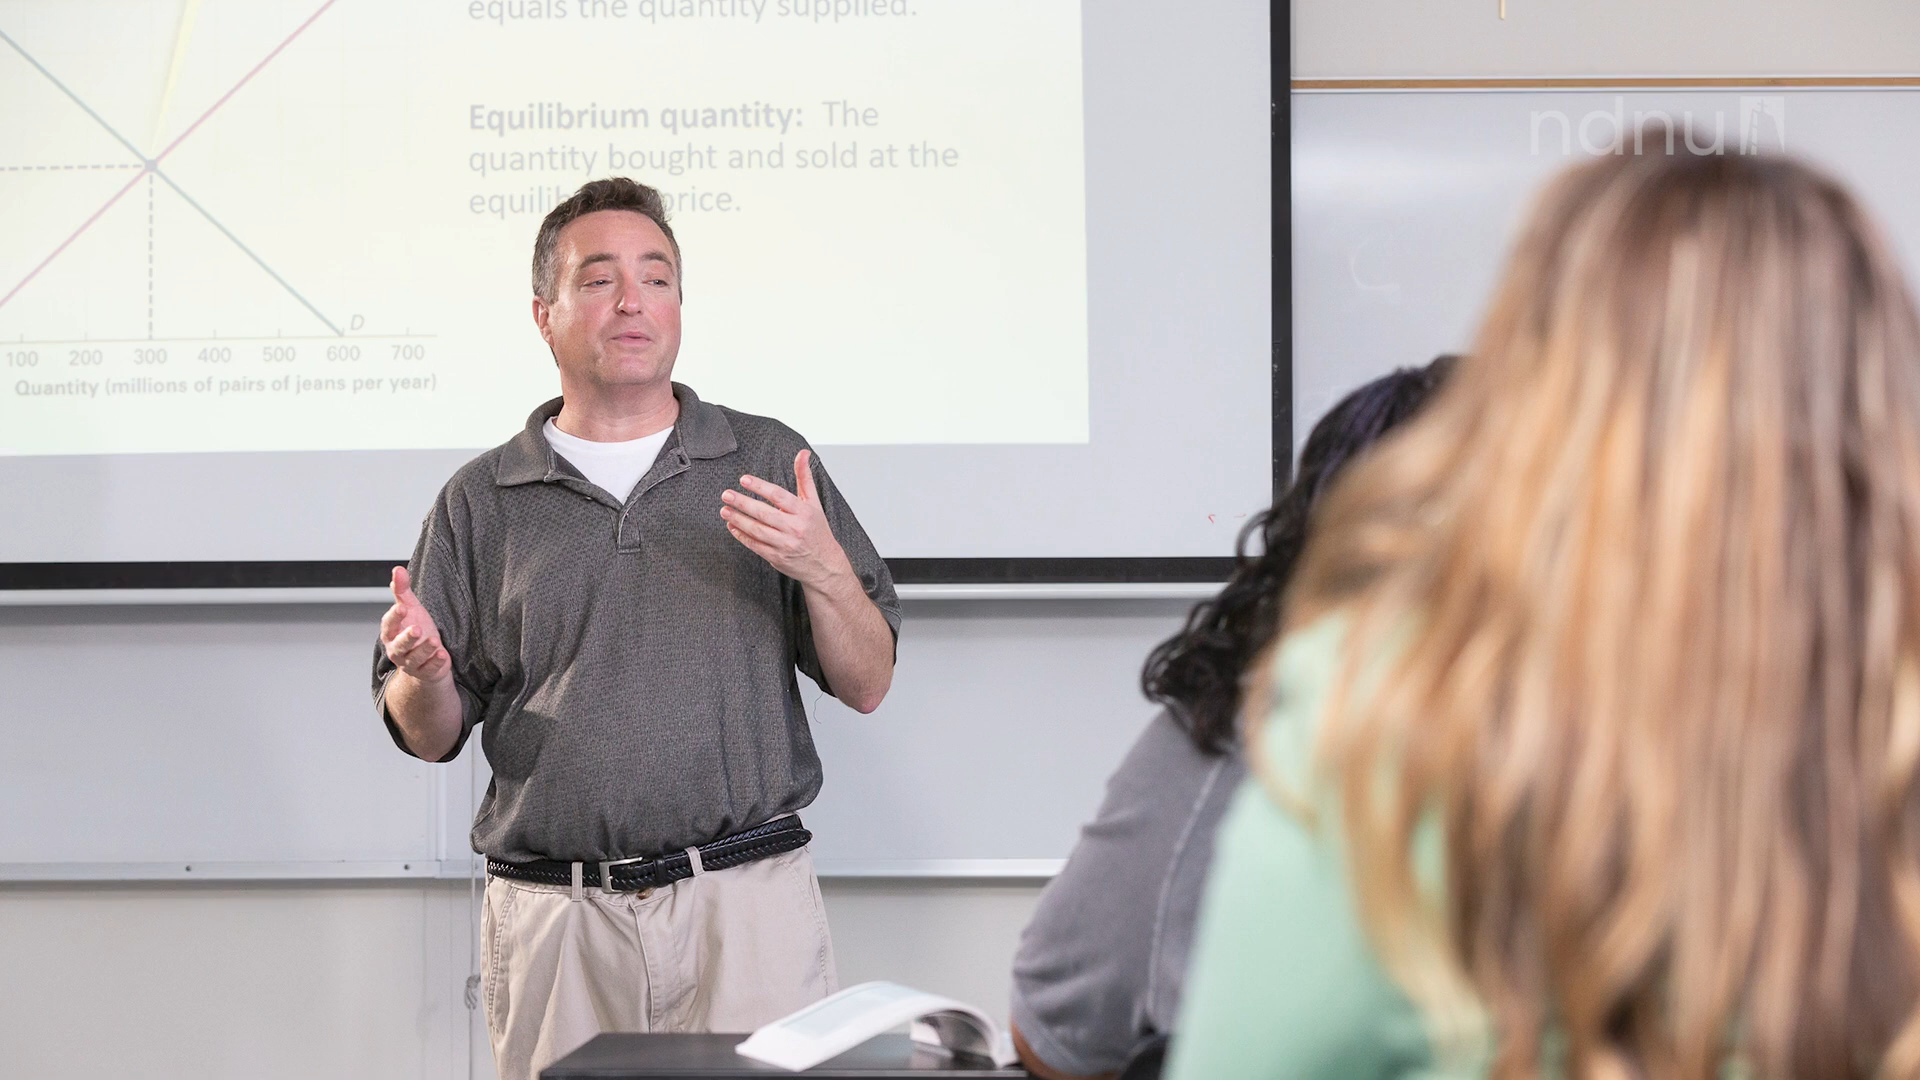 equals the quantity supplied.
Equilibrium quantity: The
quantity bought and sold at the
price.
D
100 200 300 400 500 600 700
Quantity (millions of pairs of jeans per year)
ndnu